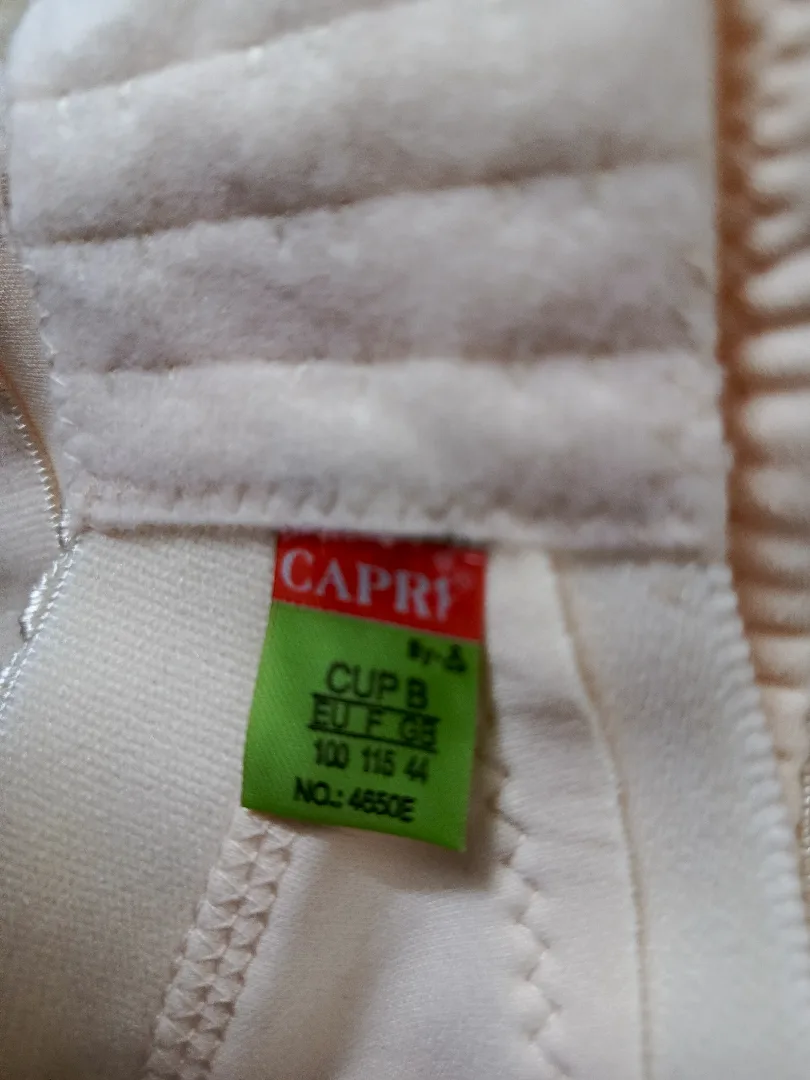 CAPRI
CUP B
EU F GB
100 115 44
NO.: 4650E